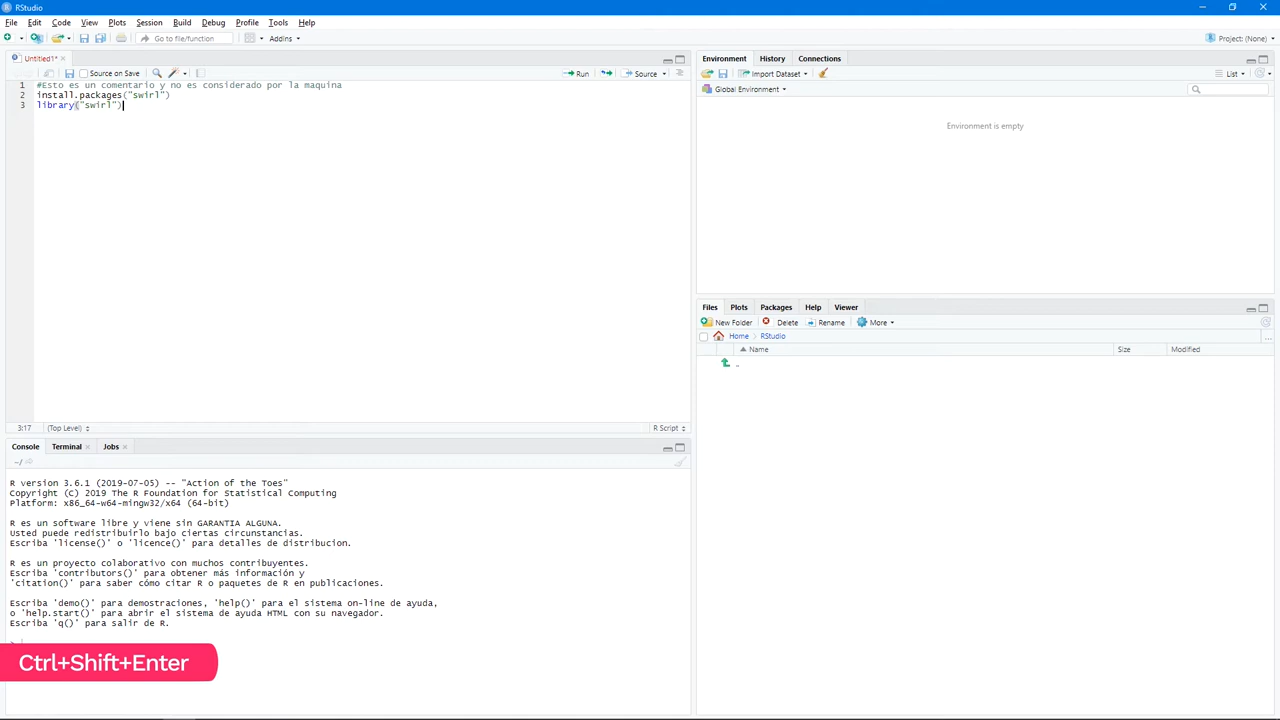 RStudio
File Edit Code View Plots Session Build Debug Profile Tools Help
Go to file/function Addins Project: (None)
Untitled1*
Source on Save Run Source
1 #Esto es un comentario y no es considerado por la maquina
2 install.packages("swirl")
3 library("swirl")
3:17 (Top Level) R Script
Console Terminal Jobs
~/
R version 3.6.1 (2019-07-05) -- "Action of the Toes"
Copyright (C) 2019 The R Foundation for Statistical Computing
Platform: x86_64-w64-mingw32/x64 (64-bit)
R es un software libre y viene sin GARANTIA ALGUNA.
Usted puede redistribuirlo bajo ciertas circunstancias.
Escriba 'license()' o 'licence()' para detalles de distribucion.
R es un proyecto colaborativo con muchos contribuyentes.
Escriba 'contributors()' para obtener más información y
'citation()' para saber cómo citar R o paquetes de R en publicaciones.
Escriba 'demo()' para demostraciones, 'help()' para el sistema on-line de ayuda,
o 'help.start()' para abrir el sistema de ayuda HTML con su navegador.
Escriba 'q()' para salir de R.
Ctrl+Shift+Enter
Environment History Connections
Import Dataset List
Global Environment
Environment is empty
Files Plots Packages Help Viewer
New Folder Delete Rename More
Home RStudio ...
Name Size Modified
..